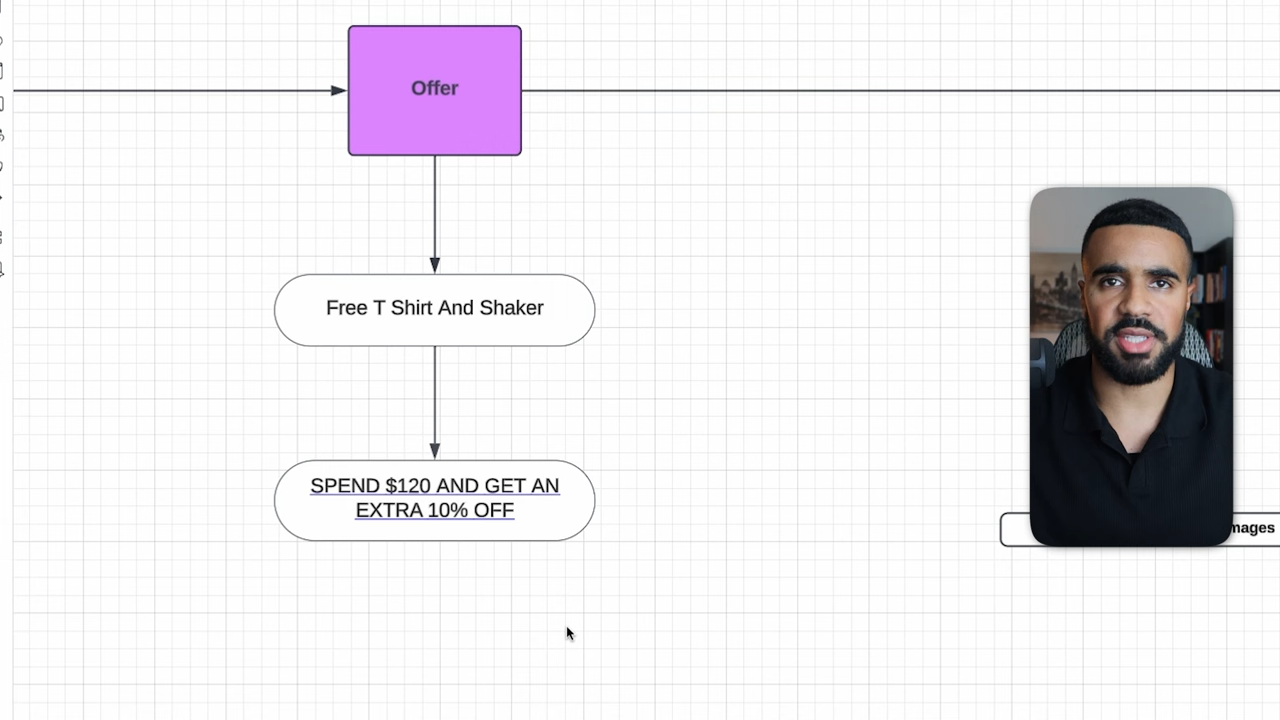 Offer
Free T Shirt And Shaker
SPEND $120 AND GET AN
EXTRA 10% OFF